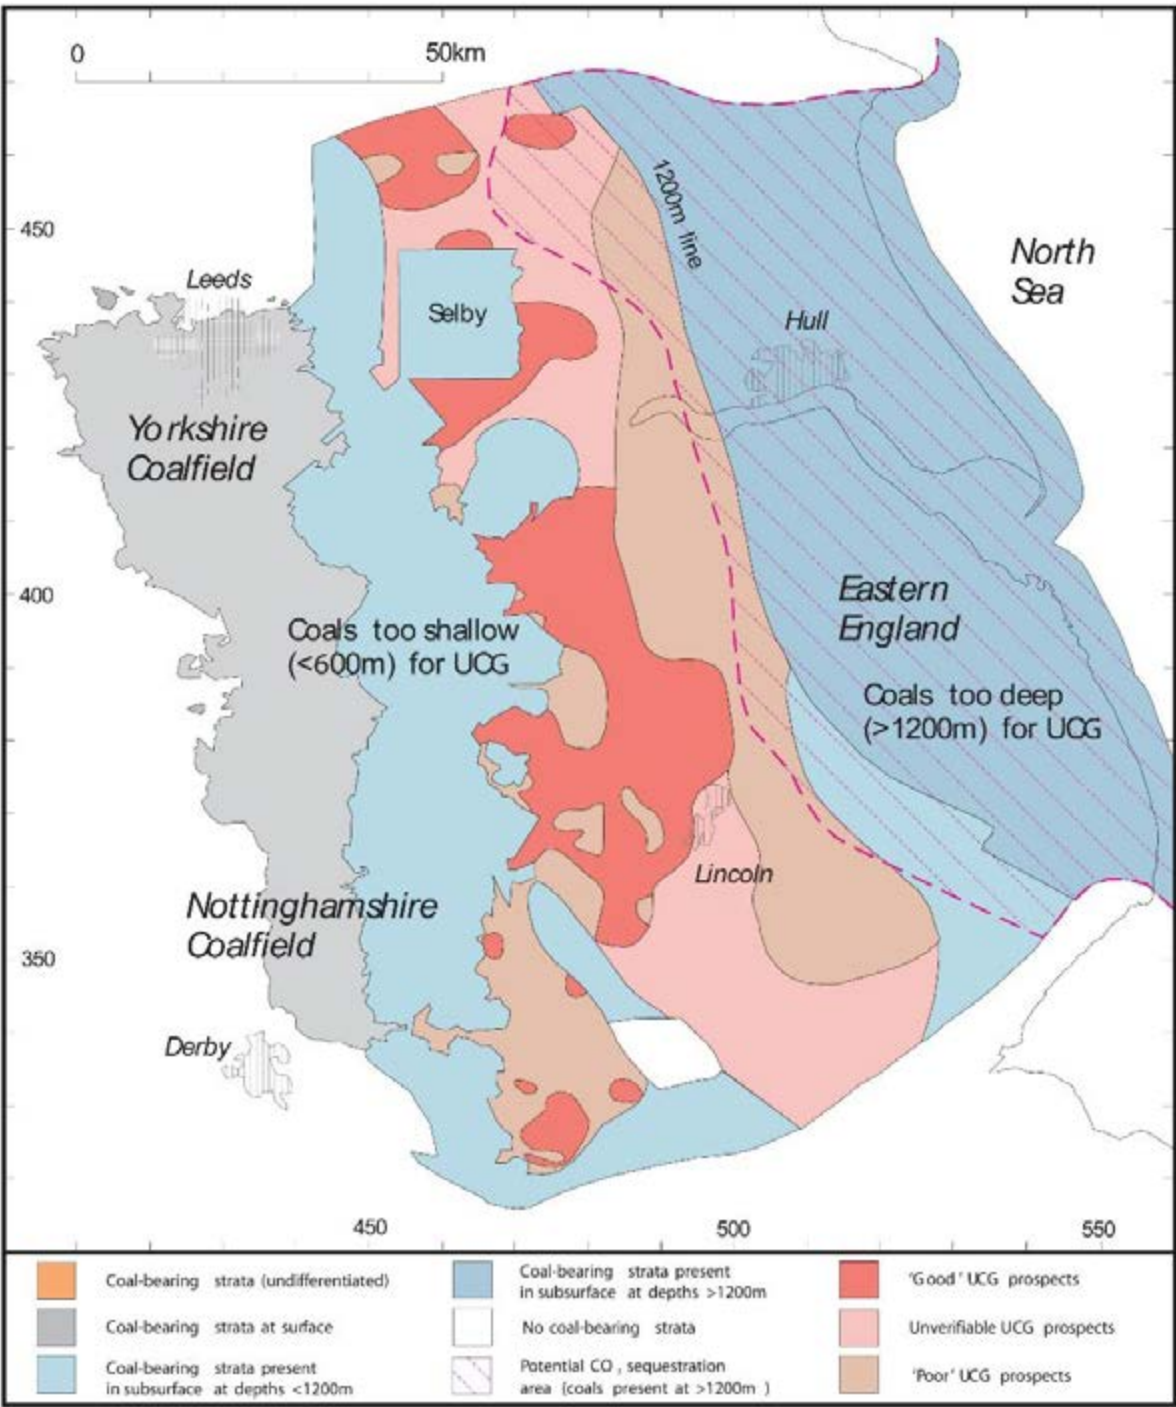 0
50km
1200m line
450
North
Sea
Leeds
Selby
Hull
Yorkshire
Coalfield
400
Eastern
England
Coals too shallow
(<600m) for UCG
Coals too deep
(>1200m) for UCG
Lincoln
Nottinghamshire
Coalfield
350
Derby
450
500
550
Coal-bearing strata (undifferentiated)
Coal-bearing strata at surface
Coal-bearing strata present
in subsurface at depths <1200m
Coal-bearing strata present
in subsurface at depths >1200m
No coal-bearing strata
Potential CO, sequestration
area (coals present at >1200m )
'Good' UCG prospects
Unverifiable UCG prospects
'Poor' UCG prospects